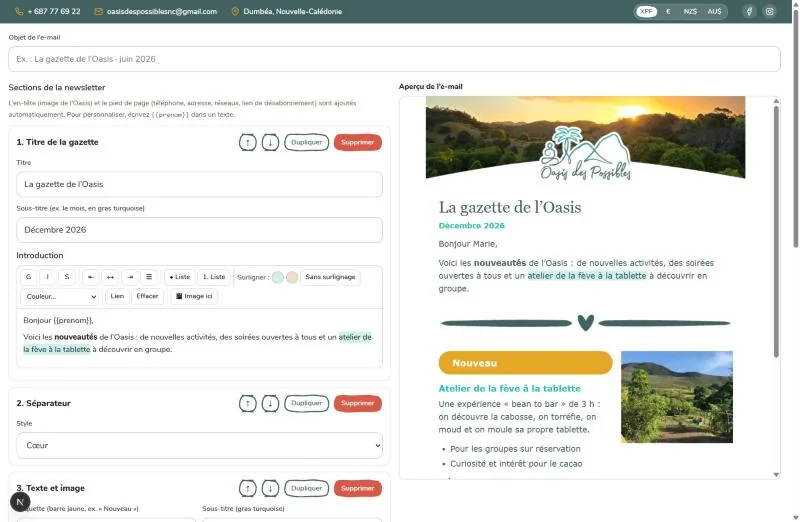 + 687 77 69 22
oasisdespossiblesnc@gmail.com
Dumbéa, Nouvelle-Calédonie
XPF € NZ$ AU$
Objet de l'e-mail
Ex. : La gazette de l'Oasis · juin 2026
Sections de la newsletter
L'en-tête (image de l'Oasis) et le pied de page (téléphone, adresse, réseaux, lien de désabonnement) sont ajoutés
automatiquement. Pour personnaliser, écrivez {{prenom}} dans un texte.
1. Titre de la gazette
↑ ↓ Dupliquer Supprimer
Titre
La gazette de l'Oasis
Sous-titre (ex. le mois, en gras turquoise)
Décembre 2026
Introduction
G I S • Liste 1. Liste Surligner : Sans surlignage
Couleur... Lien Effacer Image ici
Bonjour {{prenom}},
Voici les nouveautés de l'Oasis : de nouvelles activités, des soirées ouvertes à tous et un atelier de
la fève à la tablette à découvrir en groupe.
2. Séparateur
↑ ↓ Dupliquer Supprimer
Style
Cœur
3. Texte et image
↑ ↓ Dupliquer Supprimer
N
quette (barre jaune, ex. « Nouveau »)
Sous-titre (gras turquoise)
Aperçu de l'e-mail
Oasis des Possibles
La gazette de l'Oasis
Décembre 2026
Bonjour Marie,
Voici les nouveautés de l'Oasis : de nouvelles activités, des soirées
ouvertes à tous et un atelier de la fève à la tablette à découvrir en
groupe.
Nouveau
Atelier de la fève à la tablette
Une expérience « bean to bar » de 3 h :
on découvre la cabosse, on torréfie, on
moud et on moule sa propre tablette.
• Pour les groupes sur réservation
• Curiosité et intérêt pour le cacao